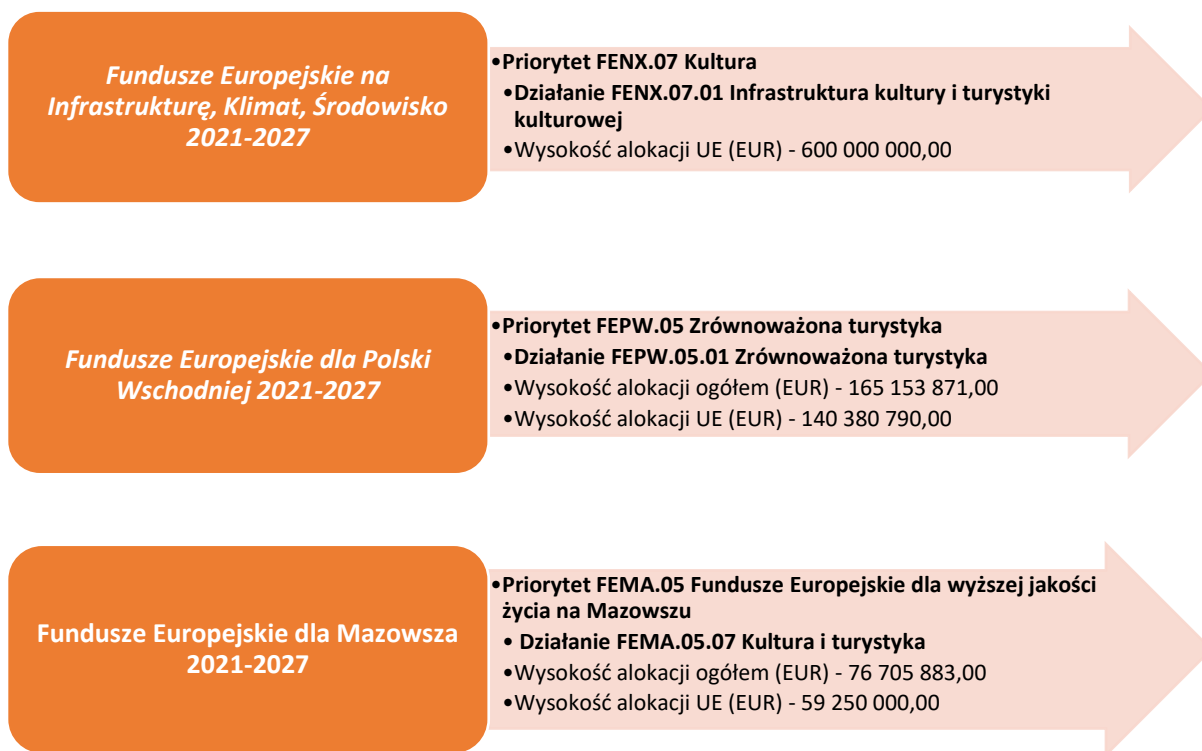 Fundusze Europejskie na
Infrastrukturę, Klimat, Środowisko
2021-2027
•Priorytet FENX.07 Kultura
•Działanie FENX.07.01 Infrastruktura kultury i turystyki
kulturowej
•Wysokość alokacji UE (EUR) - 600 000 000,00
Fundusze Europejskie dla Polski
Wschodniej 2021-2027
•Priorytet FEPW.05 Zrównoważona turystyka
•Działanie FEPW.05.01 Zrównoważona turystyka
•Wysokość alokacji ogółem (EUR) - 165 153 871,00
•Wysokość alokacji UE (EUR) - 140 380 790,00
Fundusze Europejskie dla Mazowsza
2021-2027
•Priorytet FEMA.05 Fundusze Europejskie dla wyższej jakości
życia na Mazowszu
• Działanie FEMA.05.07 Kultura i turystyka
•Wysokość alokacji ogółem (EUR) - 76 705 883,00
•Wysokość alokacji UE (EUR) - 59 250 000,00